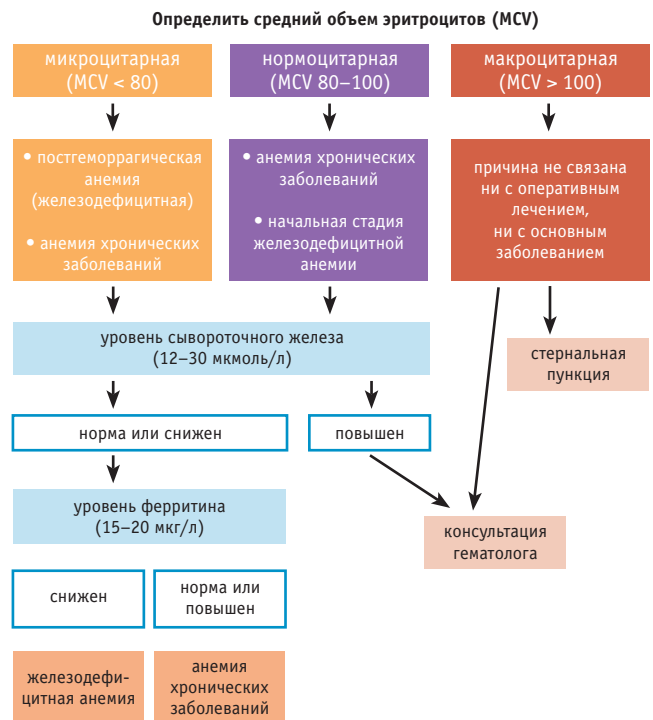 Определить средний объем эритроцитов (MCV)
микроцитарная
(MCV < 80)
нормоцитарная
(MCV 80–100)
макроцитарная
(MCV > 100)
• постгеморрагическая
анемия
(железодефицитная)
• анемия хронических
заболеваний
• анемия хронических
заболеваний
• начальная стадия
железодефицитной
анемии
причина не связана
ни с оперативным
лечением,
ни с основным
заболеванием
уровень сывороточного железа
(12–30 мкмоль/л)
стернальная
пункция
норма или снижен
повышен
уровень ферритина
(15–20 мкг/л)
консультация
гематолога
снижен
норма или
повышен
железодефи-
цитная анемия
анемия
хронических
заболеваний